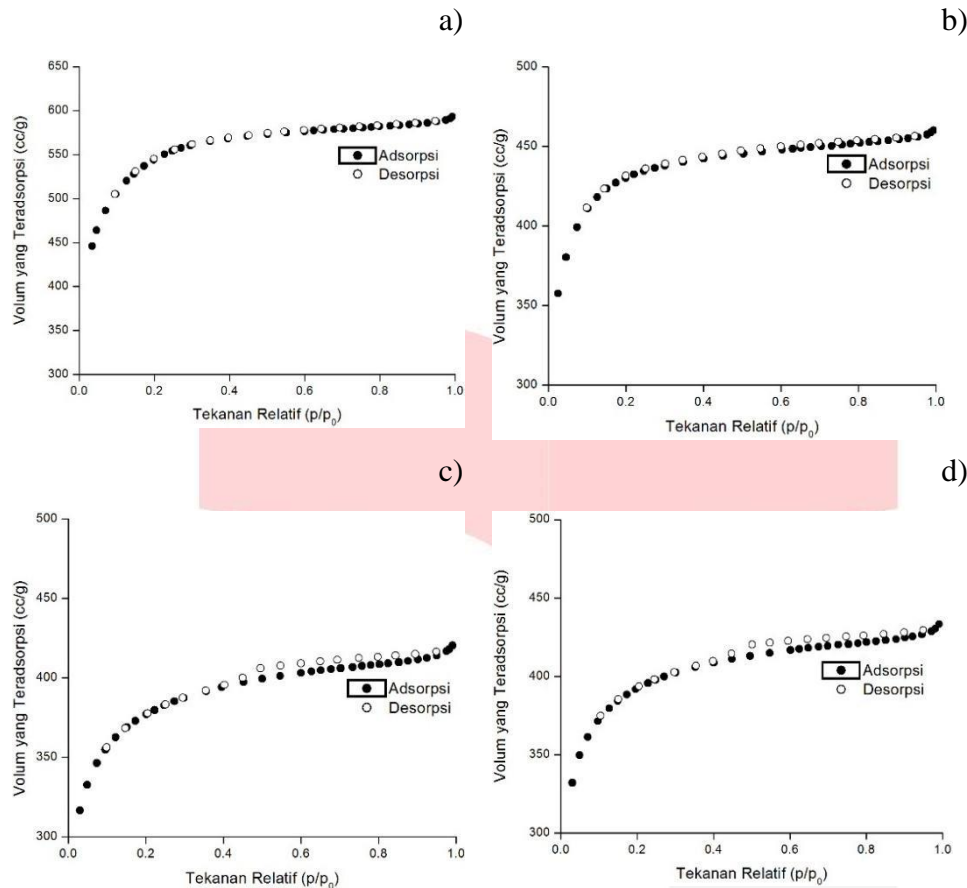 a)
650
600
550
500
450
400
350
300
0.0 0.2 0.4 0.6 0.8 1.0
Volum yang Teradsorpsi (cc/g)
Tekanan Relatif (p/p₀)
Adsorpsi
Desorpsi
b)
500
450
400
350
300
0.0 0.2 0.4 0.6 0.8 1.0
Volum yang Teradsorpsi (cc/g)
Tekanan Relatif (p/p₀)
Adsorpsi
Desorpsi
c)
500
450
400
350
300
0.0 0.2 0.4 0.6 0.8 1.0
Volum yang Teradsorpsi (cc/g)
Tekanan Relatif (p/p₀)
Adsorpsi
Desorpsi
d)
500
450
400
350
300
0.0 0.2 0.4 0.6 0.8 1.0
Volum yang Teradsorpsi (cc/g)
Tekanan Relatif (p/p₀)
Adsorpsi
Desorpsi